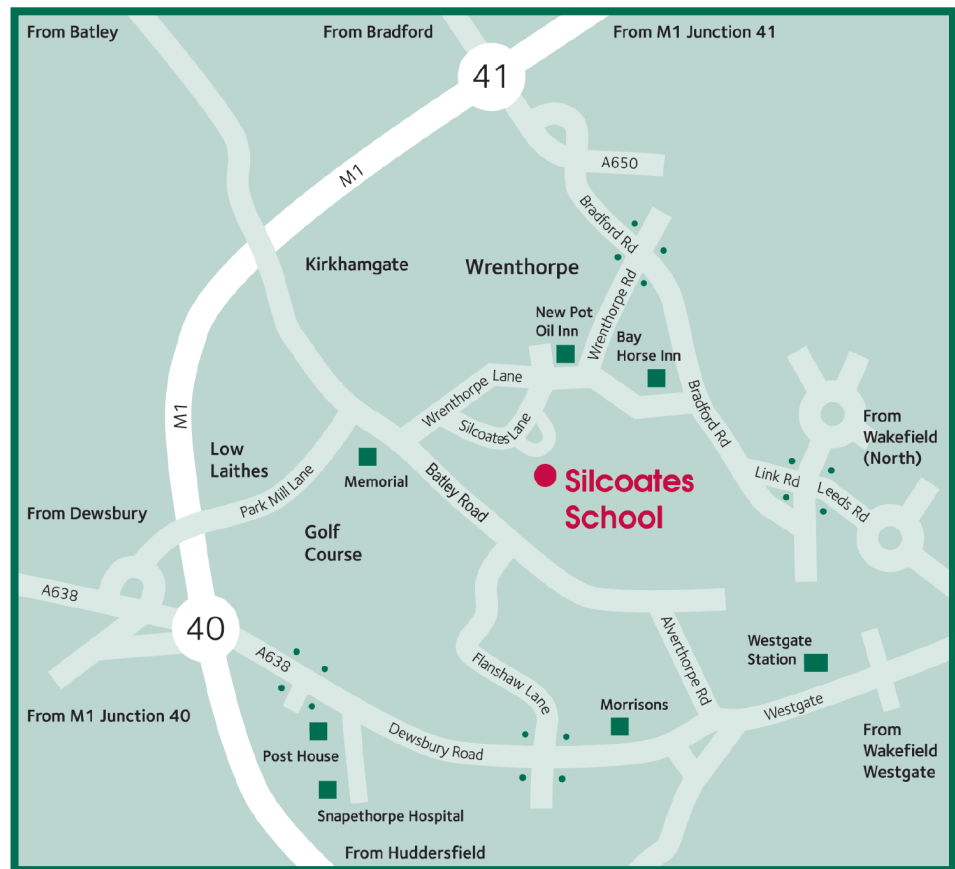 From Batley
From Bradford
From M1 Junction 41
41
M1
A650
Bradford Rd
Kirkhamgate
Wrenthorpe
Wrenthorpe Rd
New Pot
Oil Inn
Bay
Horse Inn
Wrenthorpe Lane
Silcoates Lane
M1
Bradford Rd
From
Wakefield
(North)
Low
Laithes
Memorial
Park Mill Lane
Batley Road
Silcoates
School
Link Rd
Leeds Rd
From Dewsbury
Golf
Course
A638
40
A638
Flanshaw Lane
Alverthorpe Rd
Westgate
Station
Westgate
From M1 Junction 40
Morrisons
Dewsbury Road
Post House
From
Wakefield
Westgate
Snapethorpe Hospital
From Huddersfield